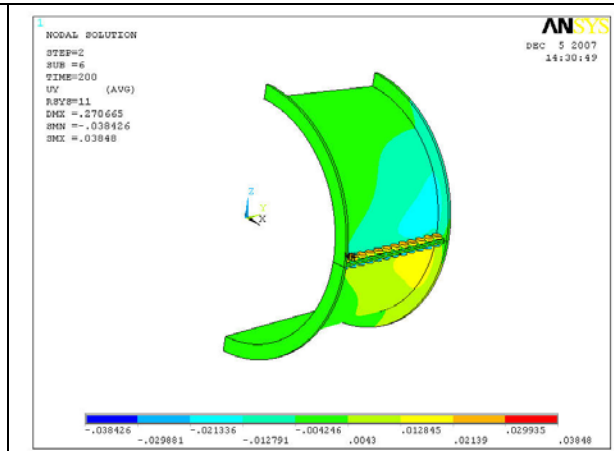 1
NODAL SOLUTION
STEP=2
SUB =6
TIME=200
UY (AVG)
RSYS=11
DMX =.270665
SMN =-.038426
SMX =.03848
ANSYS
DEC 5 2007
14:30:49
Z
Y
X
-.038426 -.021336 -.004246 .012845 .029935
-.029881 -.012791 .0043 .02139 .03848